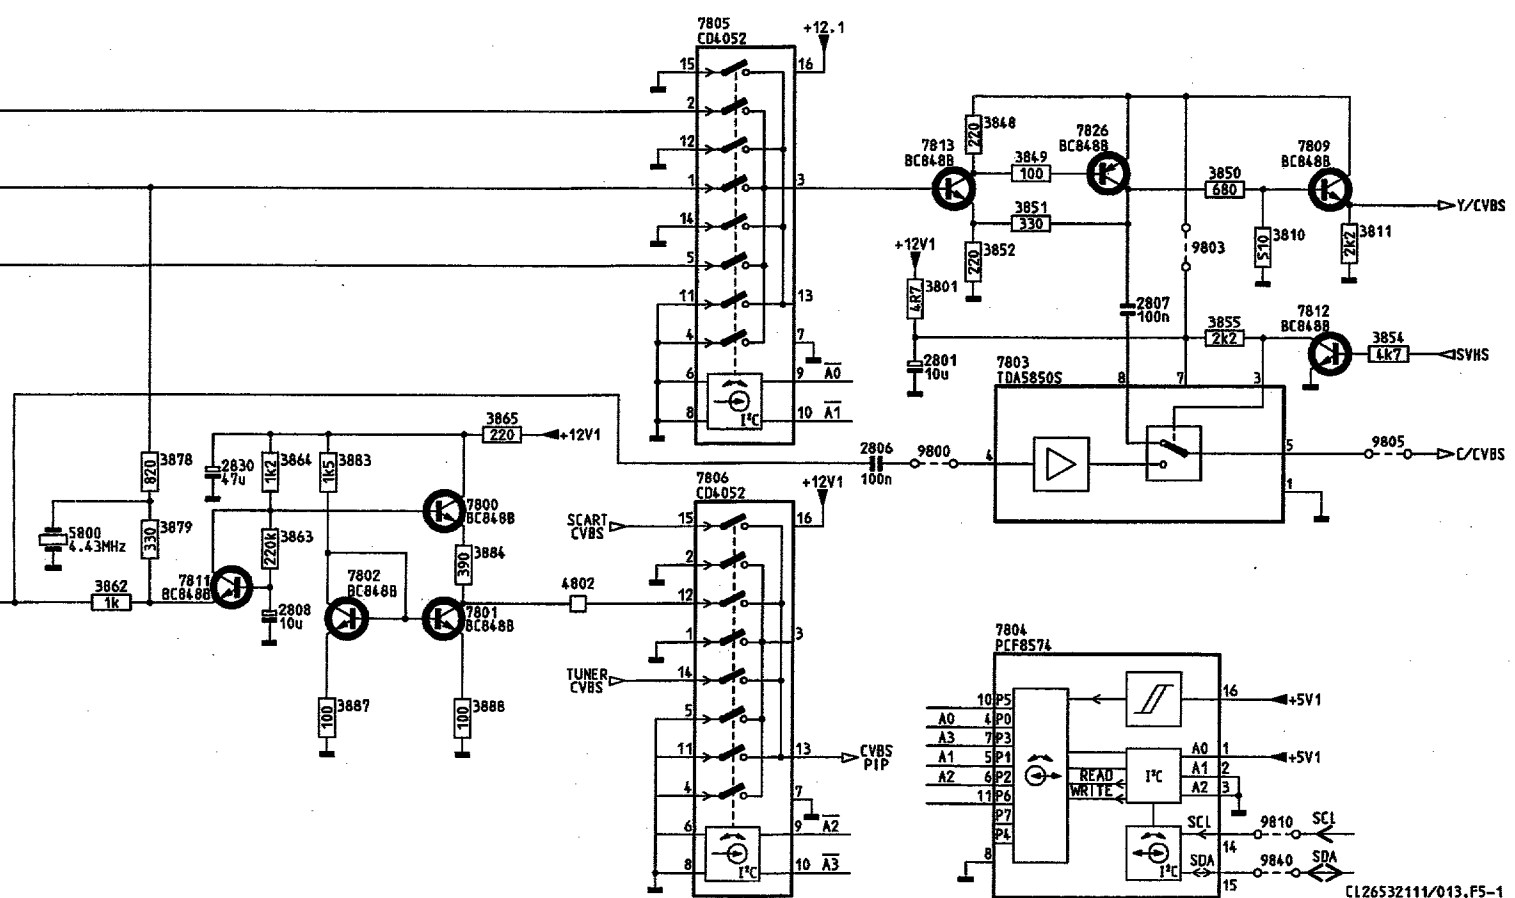 7805
CD4052
+12.1
15
16
2
12
1
3
14
5
11
13
4
7
6
9
A0
8
10
A1
I²C
3848
220
7813
BC848B
3849
100
7826
BC848B
3851
330
3852
220
3850
680
7809
BC848B
Y/CVBS
3810
510
3811
2k2
9803
+12V1
3801
4R7
2801
10u
2807
100n
3855
2k2
7812
BC848B
3854
4k7
SVHS
7803
TDA5850S
8
7
3
4
5
1
2806
100n
9800
9805
C/CVBS
3865
220
+12V1
3878
820
2830
47u
3864
1k2
3883
1k5
5800
4.43MHz
3879
330
3863
220k
7800
BC848B
3884
390
3862
1k
7811
BC848B
2808
10u
7802
BC848B
7801
BC848B
4802
3887
100
3888
100
7806
CD4052
+12V1
SCART
CVBS
15
16
2
12
1
3
TUNER
CVBS
14
5
11
13
CVBS
PIP
4
7
6
9
A2
8
10
A3
I²C
7804
PCF8574
10
P5
A0
4
P0
A3
7
P3
A1
5
P1
A2
6
P2
11
P6
P7
P4
8
16
+5V1
A0
1
+5V1
A1
2
A2
3
READ
WRITE
I²C
SCL
14
9810
SCL
SDA
15
9840
SDA
I²C
CL26532111/013.F5-1